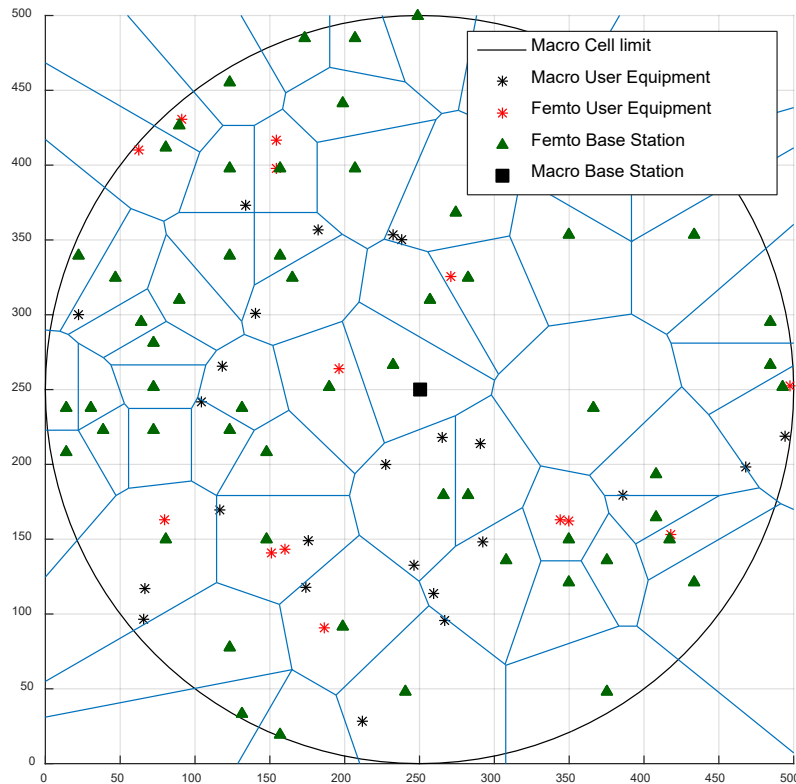 500
Macro Cell limit
Macro User Equipment
450
Femto User Equipment
Femto Base Station
400
Macro Base Station
350
300
250
200
150
100
50
0
0 50 100 150 200 250 300 350 400 450 500